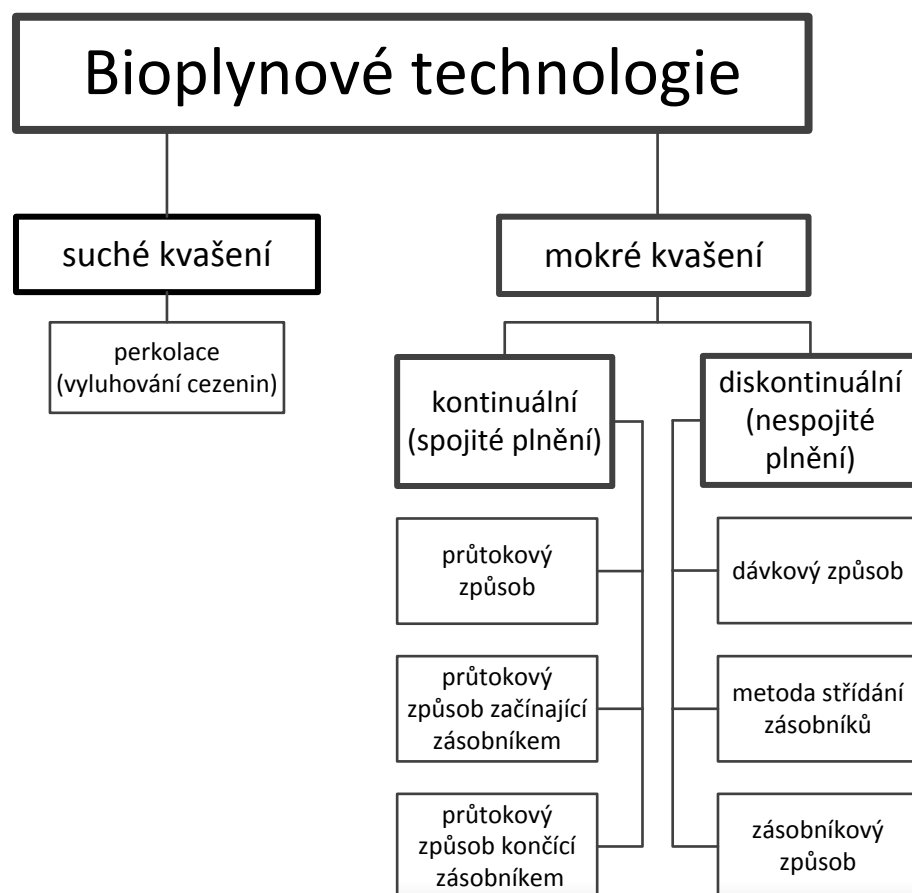 Bioplynové technologie
suché kvašení
mokré kvašení
perkolace
(vyluhování cezenin)
kontinuální
(spojité plnění)
diskontinuální
(nespojité
plnění)
průtokový
způsob
dávkový způsob
průtokový
způsob začínající
zásobníkem
metoda střídání
zásobníků
průtokový
způsob končící
zásobníkem
zásobníkový
způsob